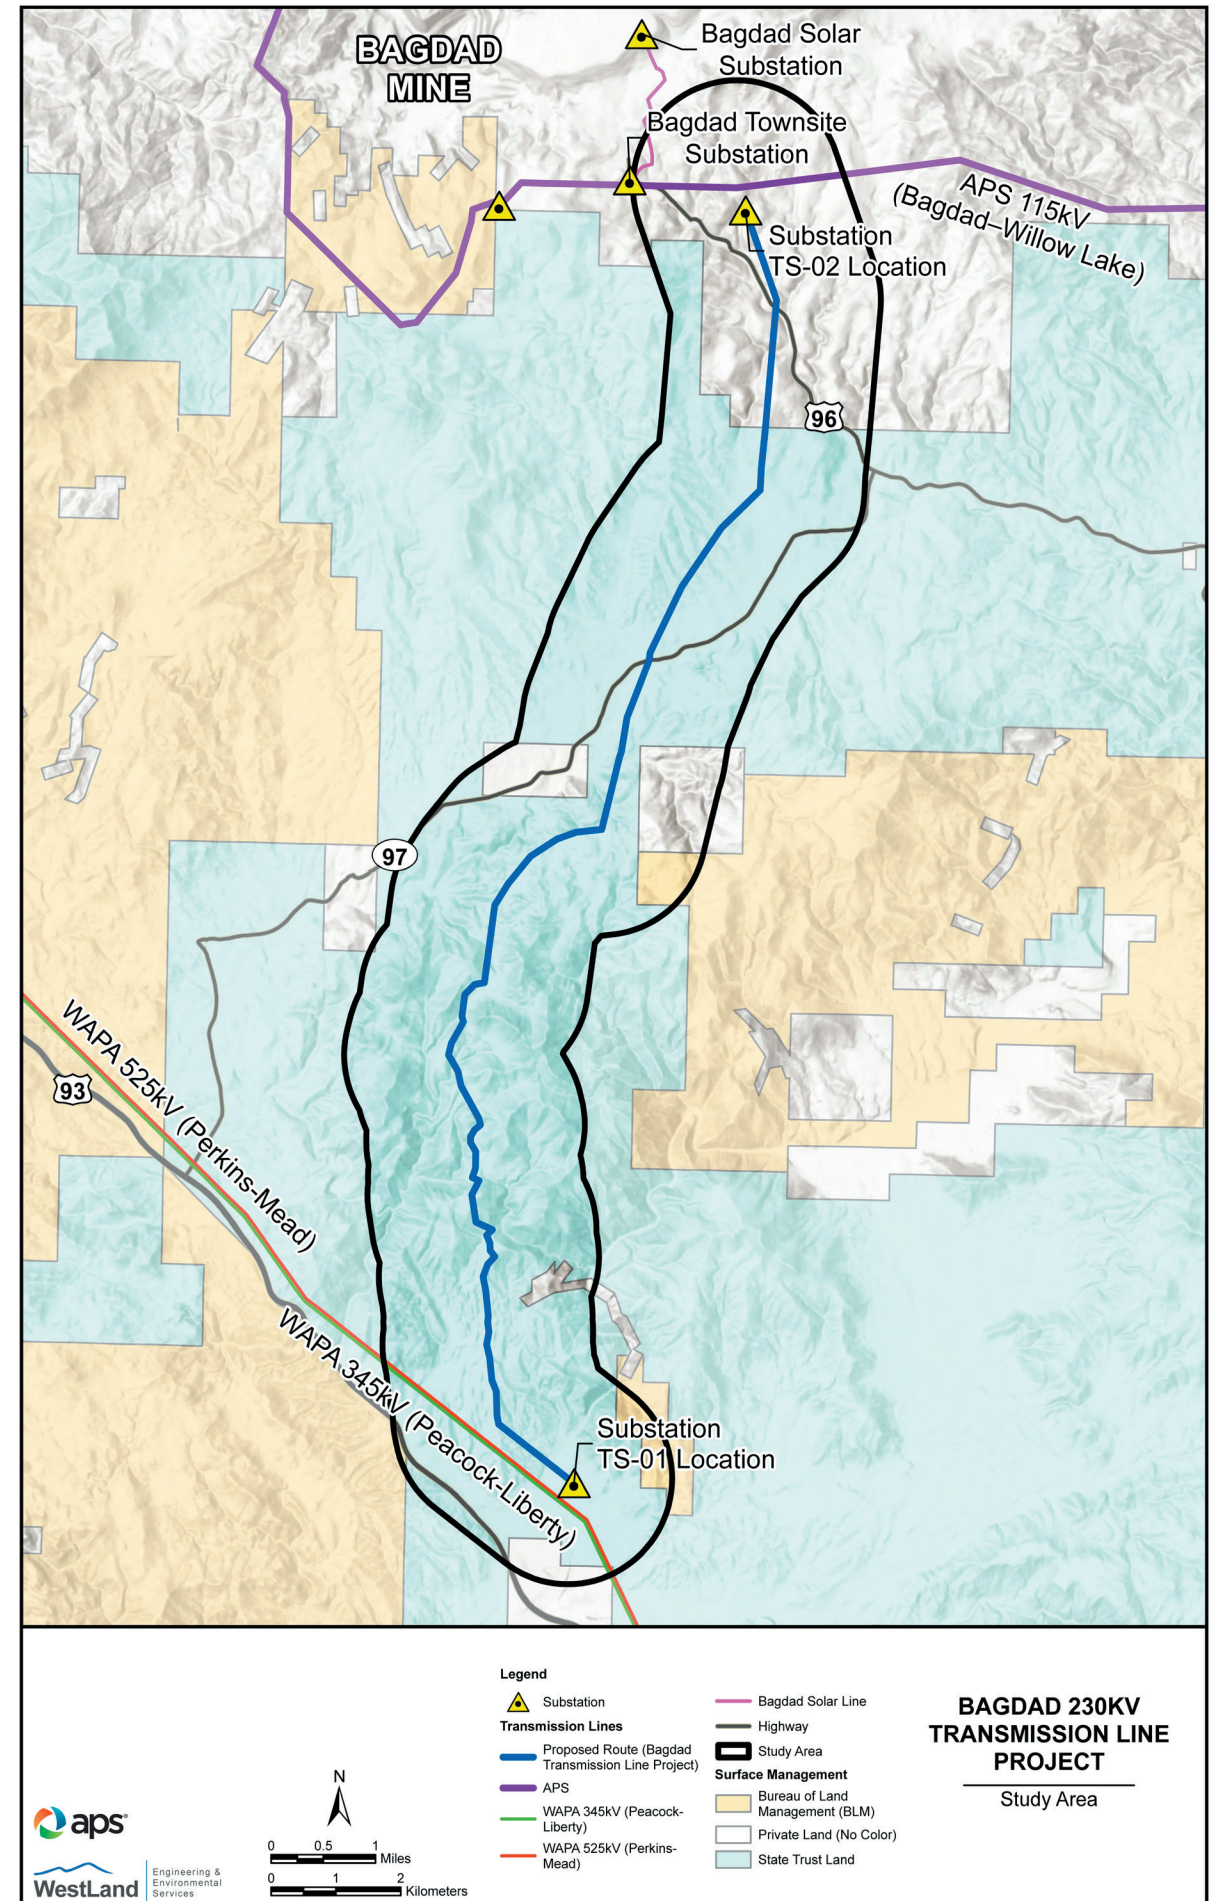 BAGDAD
MINE
Bagdad Solar
Substation
Bagdad Townsite
Substation
APS 115kV
(Bagdad–Willow Lake)
Substation
TS-02 Location
96
97
93
WAPA 525kV (Perkins-Mead)
WAPA 345kV (Peacock-Liberty)
Substation
TS-01 Location
Legend
Substation
Transmission Lines
Proposed Route (Bagdad
Transmission Line Project)
APS
WAPA 345kV (Peacock-
Liberty)
WAPA 525kV (Perkins-
Mead)
Bagdad Solar Line
Highway
Study Area
Surface Management
Bureau of Land
Management (BLM)
Private Land (No Color)
State Trust Land
BAGDAD 230KV
TRANSMISSION LINE
PROJECT
Study Area
N
0 0.5 1
Miles
0 1 2
Kilometers
aps
WestLand
Engineering &
Environmental
Services